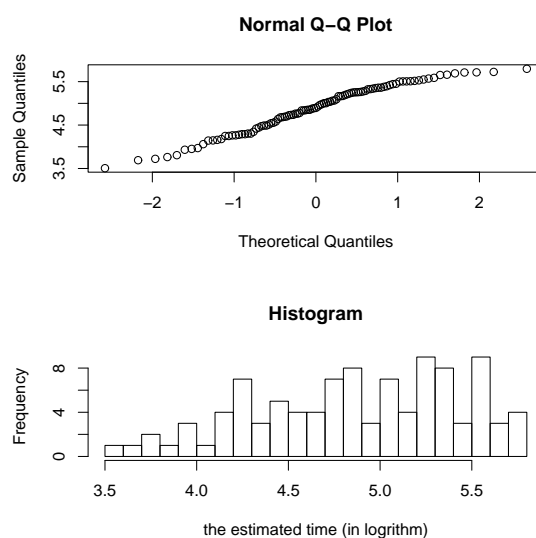 Normal Q−Q Plot
Sample Quantiles
5.5
4.5
3.5
−2 −1 0 1 2
Theoretical Quantiles
Histogram
Frequency
8
4
0
3.5 4.0 4.5 5.0 5.5
the estimated time (in logrithm)